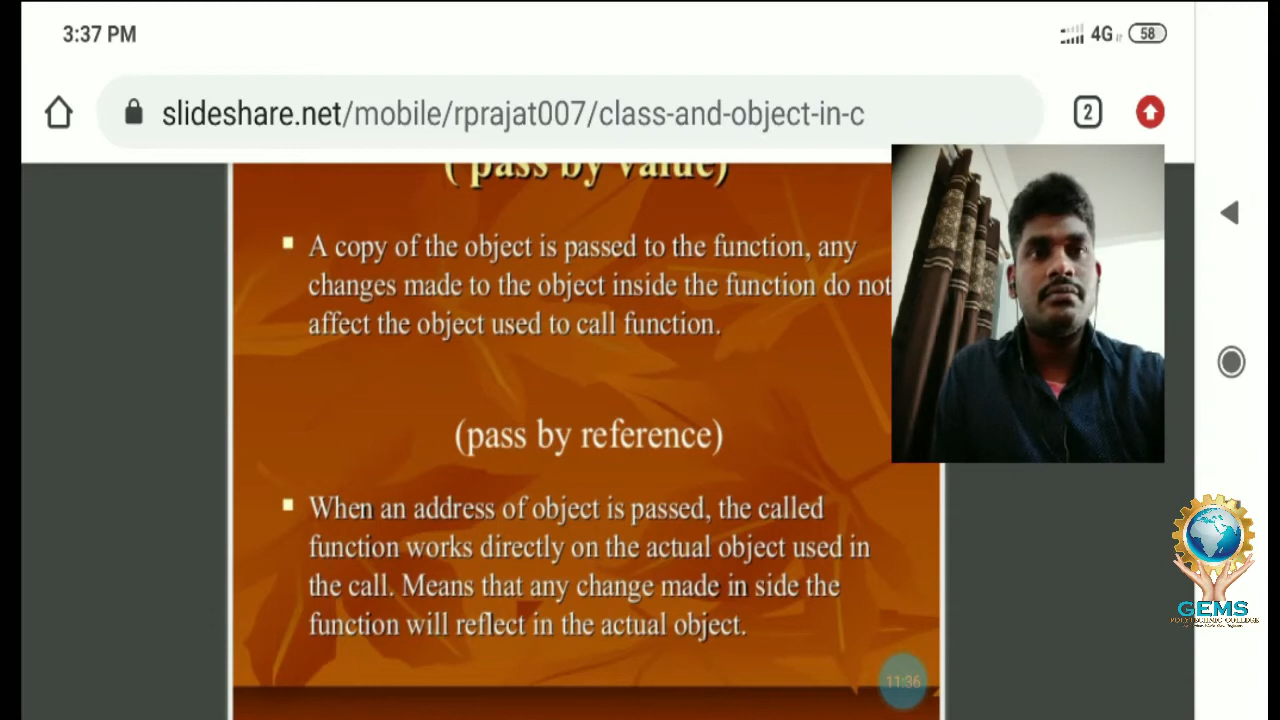 3:37 PM
4G
58
slideshare.net/mobile/rprajat007/class-and-object-in-c
2
( pass by value)
A copy of the object is passed to the function, any
changes made to the object inside the function do not
affect the object used to call function.
(pass by reference)
When an address of object is passed, the called
function works directly on the actual object used in
the call. Means that any change made in side the
function will reflect in the actual object.
11:36
GEMS
POLYTECHNIC COLLEGE